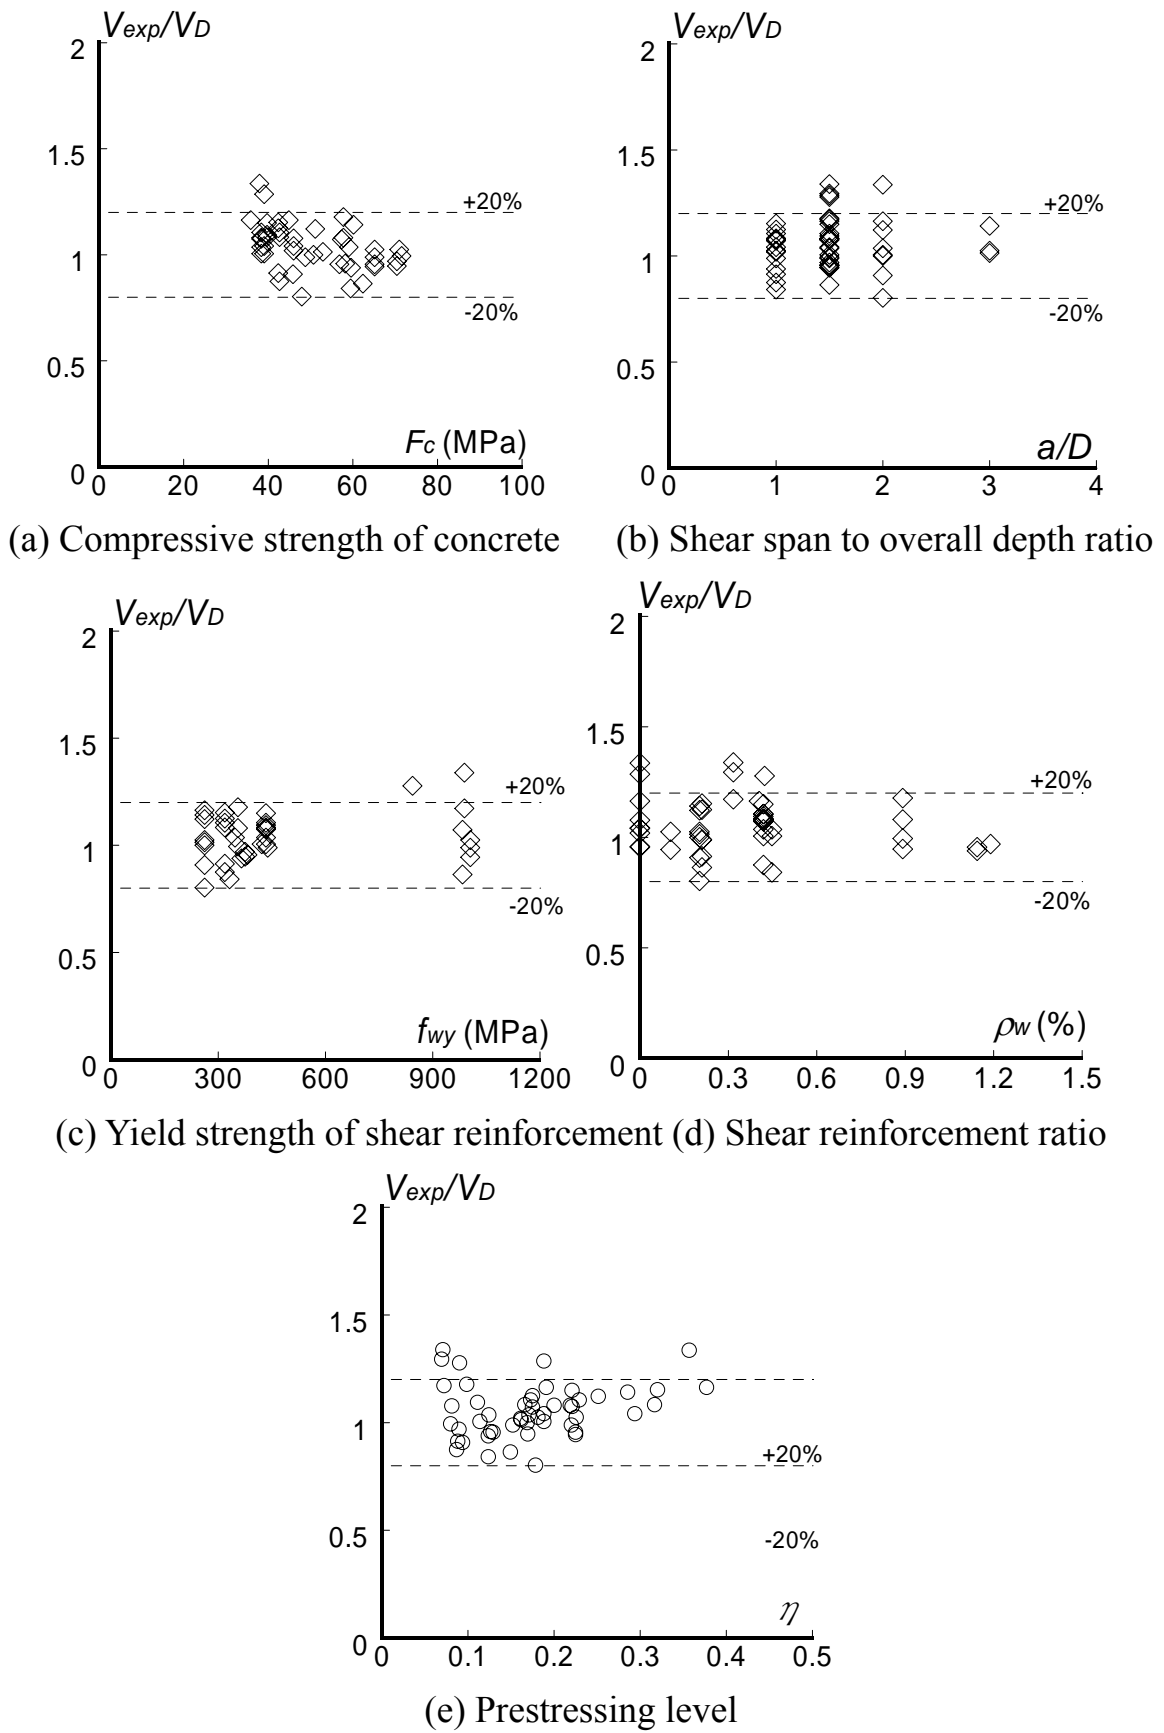 Vexp/VD Vexp/VD
2 2
1.5 1.5
+20% +20%
1 1
-20% -20%
0.5 0.5
Fc (MPa) a/D
0 0
0 20 40 60 80 100 0 1 2 3 4
(a) Compressive strength of concrete (b) Shear span to overall depth ratio
Vexp/VD Vexp/VD
2 2
1.5 1.5
+20% +20%
1 1
-20% -20%
0.5 0.5
fwy (MPa) ρw (%)
0 0
0 300 600 900 1200 0 0.3 0.6 0.9 1.2 1.5
(c) Yield strength of shear reinforcement (d) Shear reinforcement ratio
Vexp/VD
2
1.5
1
+20%
0.5
-20%
η
0
0 0.1 0.2 0.3 0.4 0.5
(e) Prestressing level